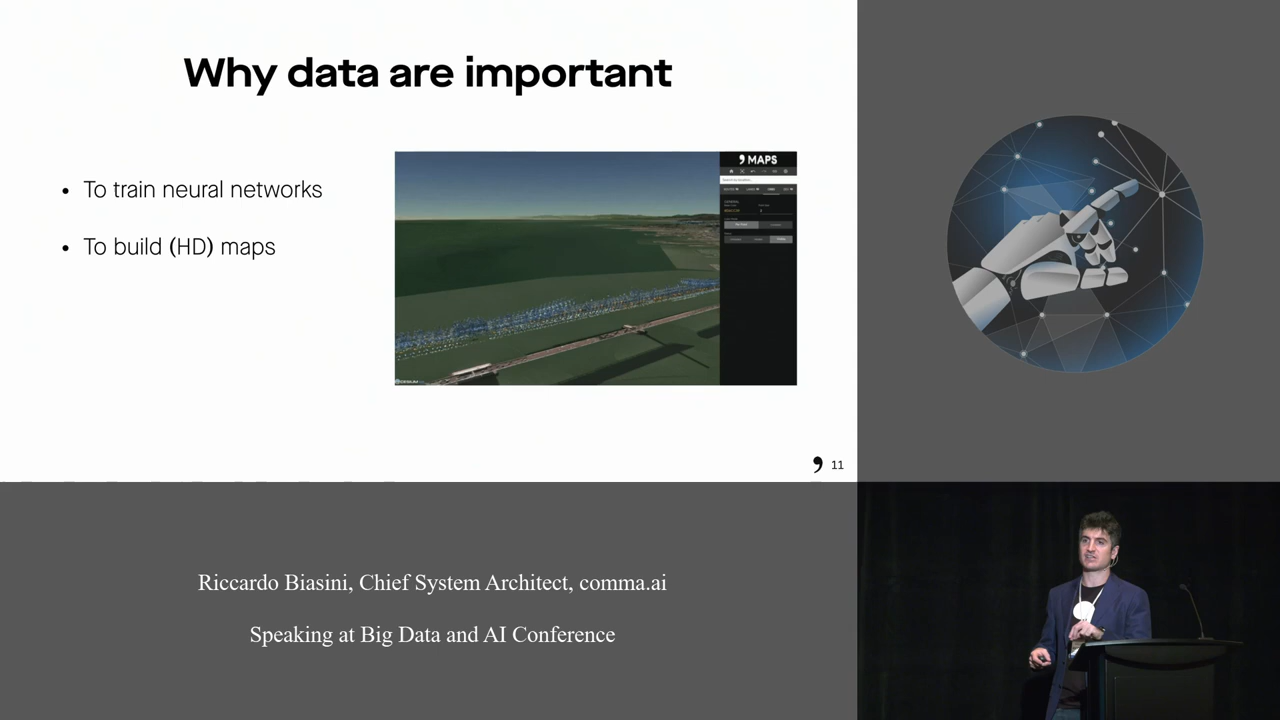 Why data are important
• To train neural networks
• To build (HD) maps
MAPS
CESIUM
11
Riccardo Biasini, Chief System Architect, comma.ai
Speaking at Big Data and AI Conference